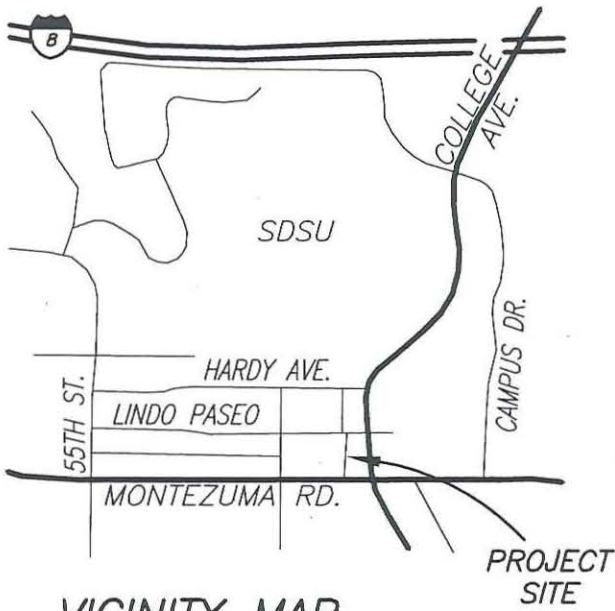 8
COLLEGE
AVE.
SDSU
CAMPUS DR.
HARDY AVE.
55TH ST.
LINDO PASEO
MONTEZUMA RD.
PROJECT
SITE
VICINITY MAP